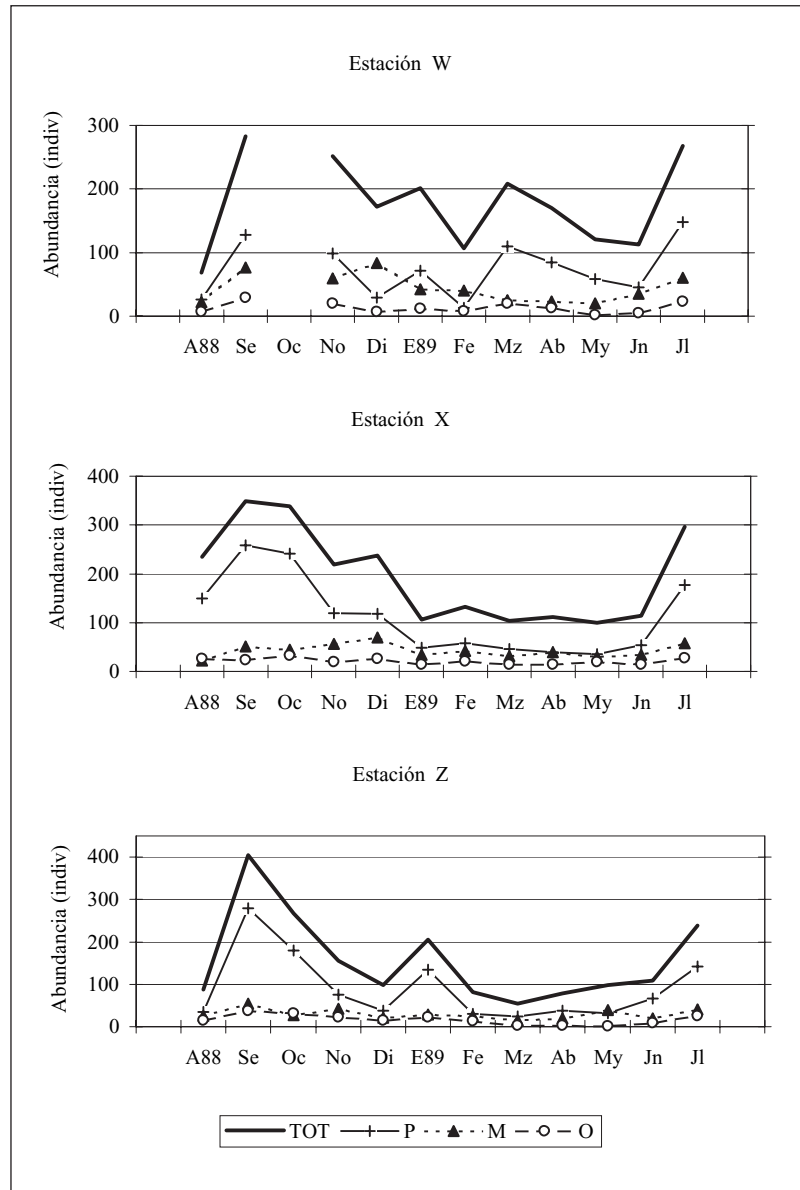 Estación W
Abundancia (indiv)
300
200
100
0
A88 Se Oc No Di E89 Fe Mz Ab My Jn Jl
Estación X
Abundancia (indiv)
400
300
200
100
0
A88 Se Oc No Di E89 Fe Mz Ab My Jn Jl
Estación Z
Abundancia (indiv)
400
300
200
100
0
A88 Se Oc No Di E89 Fe Mz Ab My Jn Jl
TOT P M O